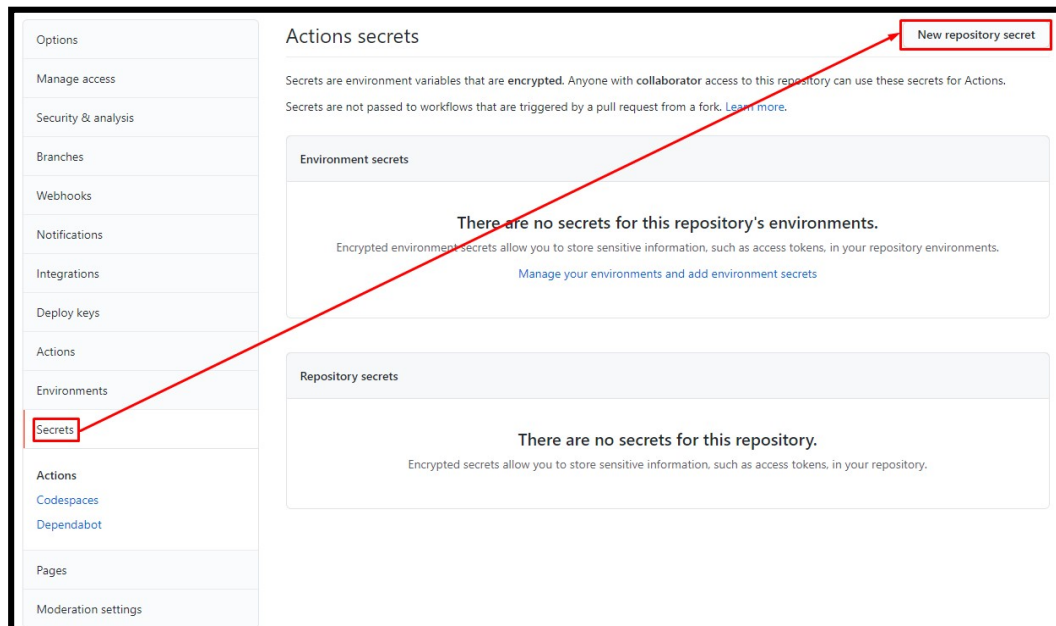 Options
Manage access
Security & analysis
Branches
Webhooks
Notifications
Integrations
Deploy keys
Actions
Environments
Secrets
Actions
Codespaces
Dependabot
Pages
Moderation settings
Actions secrets
New repository secret
Secrets are environment variables that are encrypted. Anyone with collaborator access to this repository can use these secrets for Actions.
Secrets are not passed to workflows that are triggered by a pull request from a fork. Learn more.
Environment secrets
There are no secrets for this repository's environments.
Encrypted environment secrets allow you to store sensitive information, such as access tokens, in your repository environments.
Manage your environments and add environment secrets
Repository secrets
There are no secrets for this repository.
Encrypted secrets allow you to store sensitive information, such as access tokens, in your repository.